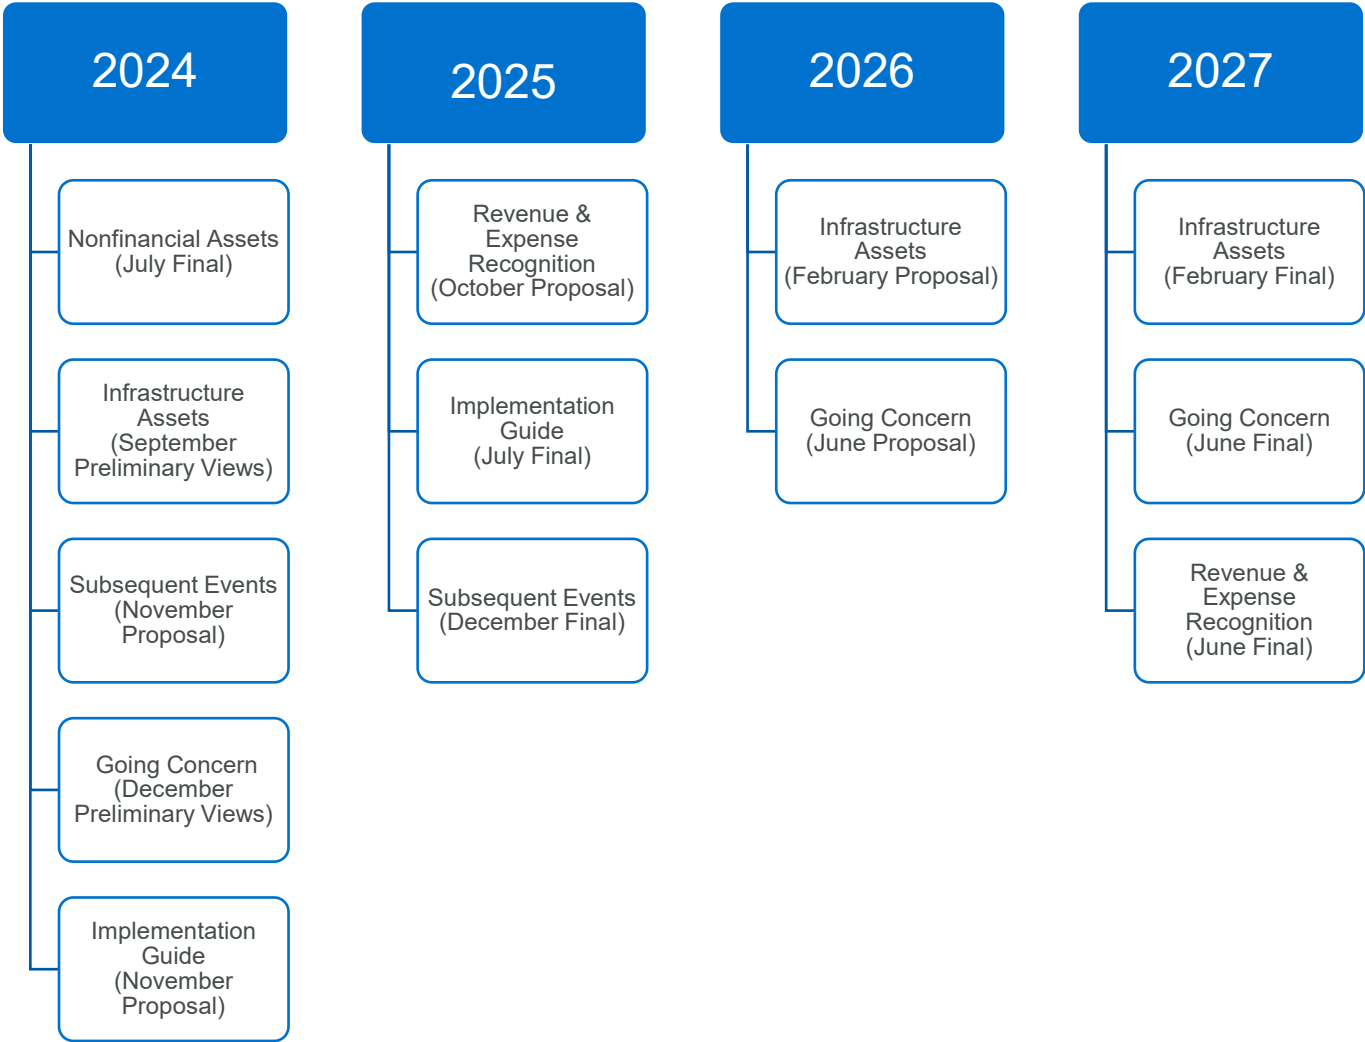 2024
Nonfinancial Assets
(July Final)
Infrastructure
Assets
(September
Preliminary Views)
Subsequent Events
(November
Proposal)
Going Concern
(December
Preliminary Views)
Implementation
Guide
(November
Proposal)
2025
Revenue &
Expense
Recognition
(October Proposal)
Implementation
Guide
(July Final)
Subsequent Events
(December Final)
2026
Infrastructure
Assets
(February Proposal)
Going Concern
(June Proposal)
2027
Infrastructure
Assets
(February Final)
Going Concern
(June Final)
Revenue &
Expense
Recognition
(June Final)